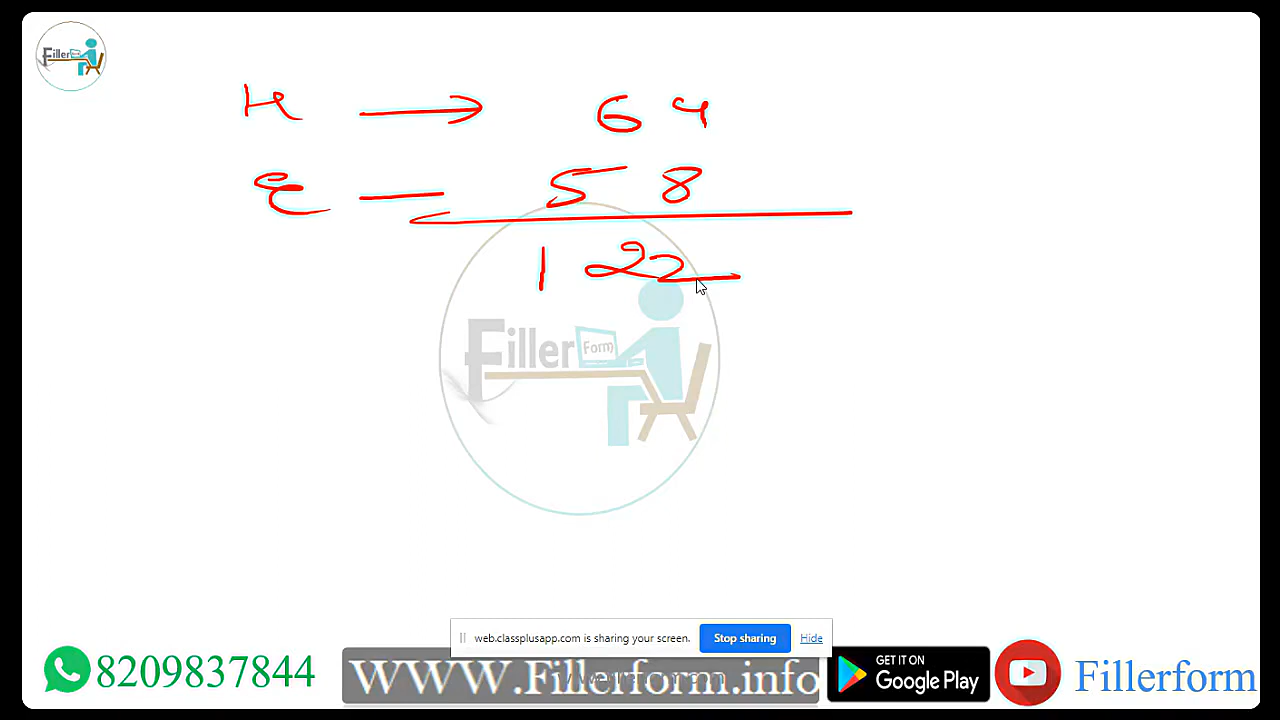 Filler
H → 64
ε — 58
122
Filler
Form
web.classplusapp.com is sharing your screen. Stop sharing Hide
8209837844 WWW.Fillerform.info GET IT ON Google Play Fillerform